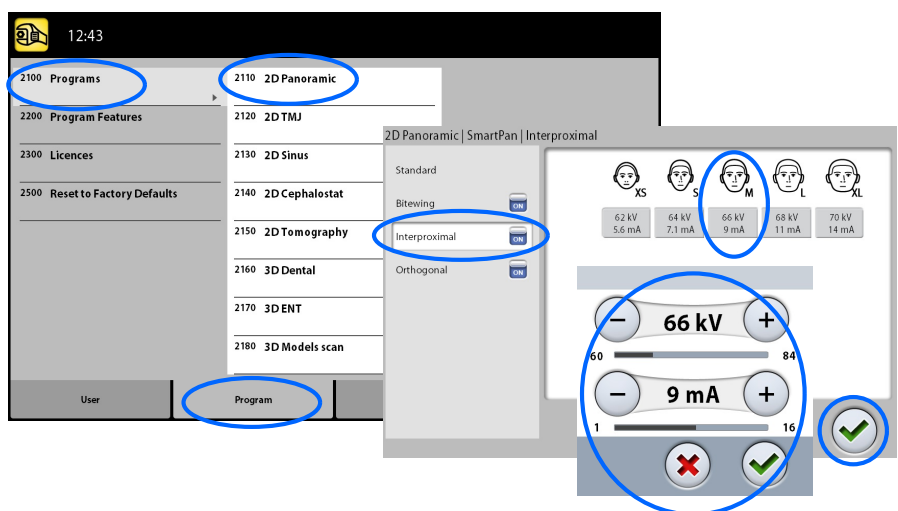 12:43
2100 Programs
2200 Program Features
2300 Licences
2500 Reset to Factory Defaults
2110 2D Panoramic
2120 2D TMJ
2130 2D Sinus
2140 2D Cephalostat
2150 2D Tomography
2160 3D Dental
2170 3D ENT
2180 3D Models scan
User
Program
2D Panoramic | SmartPan | Interproximal
Standard
Bitewing ON
Interproximal ON
Orthogonal ON
XS S M L XL
62 kV 64 kV 66 kV 68 kV 70 kV
5.6 mA 7.1 mA 9 mA 11 mA 14 mA
− 66 kV +
60 84
− 9 mA +
1 16